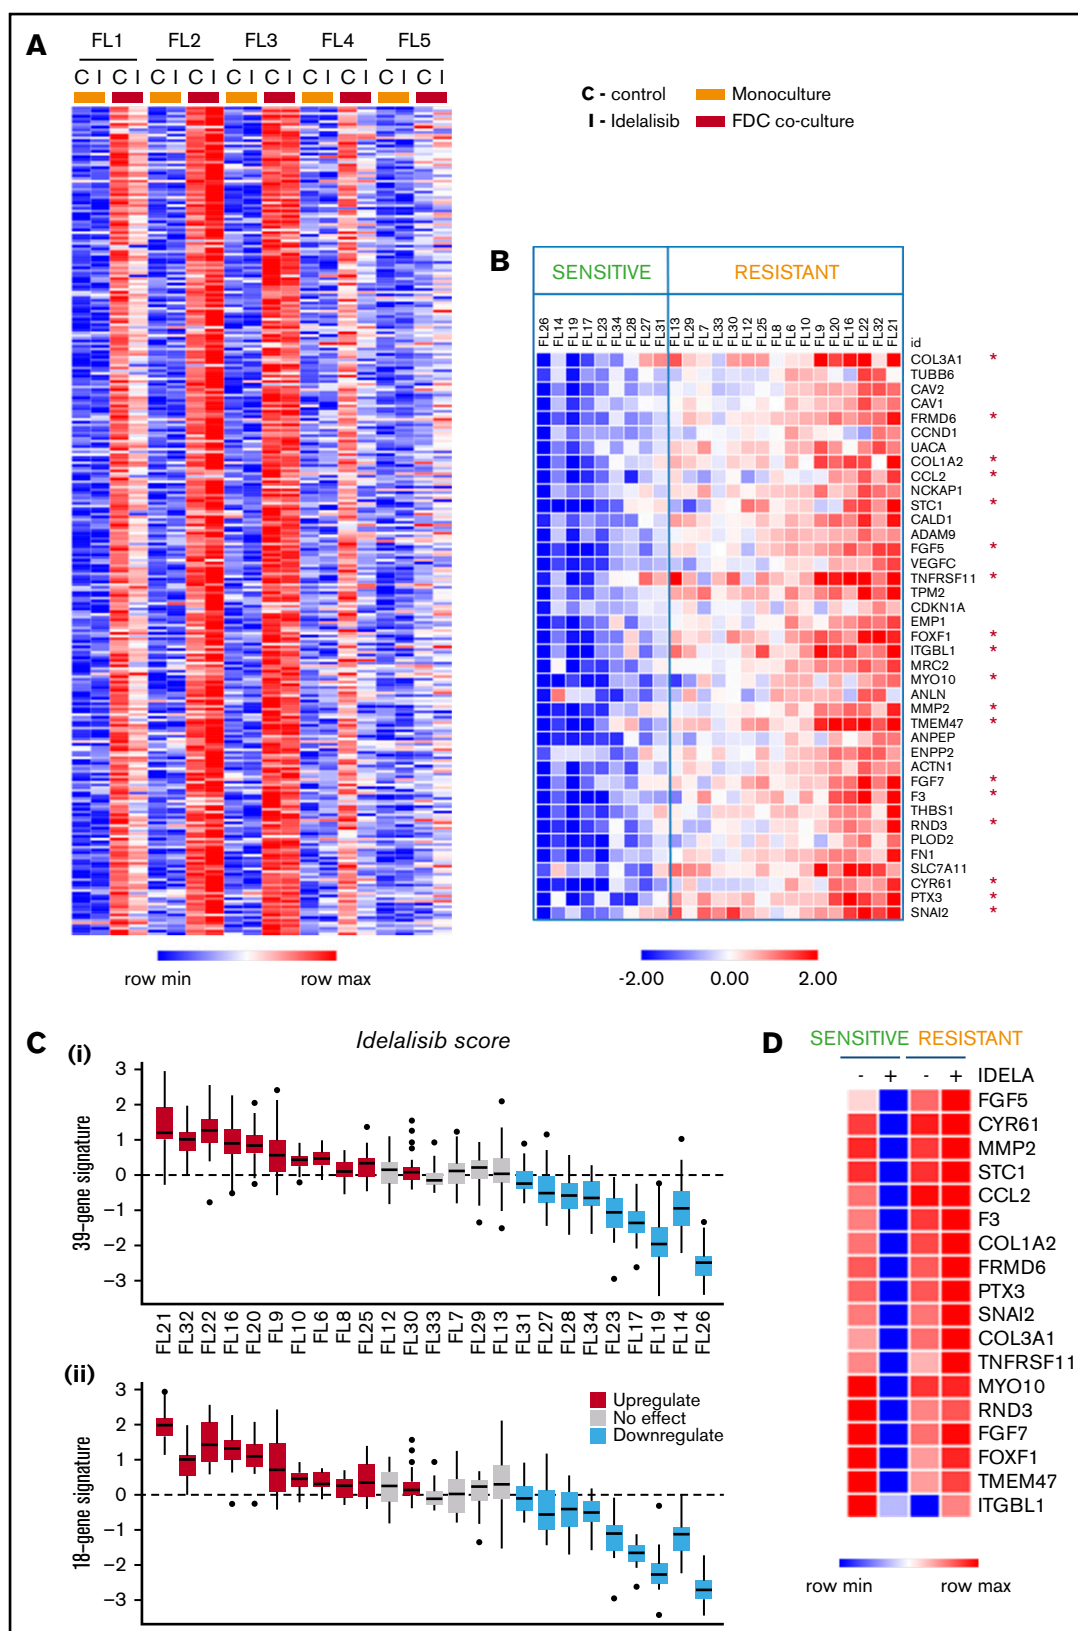 A
FL1 FL2 FL3 FL4 FL5
C I C I C I C I C I C I C I C I C I C I
C - control Monoculture
I - Idelalisib FDC co-culture
row min row max
B
SENSITIVE RESISTANT
FL26 FL14 FL19 FL17 FL23 FL34 FL28 FL27 FL31 FL13 FL29 FL7 FL33 FL30 FL12 FL25 FL8 FL6 FL10 FL9 FL20 FL16 FL22 FL32 FL21
id
COL3A1 *
TUBB6
CAV2
CAV1
FRMD6 *
CCND1
UACA
COL1A2 *
CCL2 *
NCKAP1
STC1 *
CALD1
ADAM9
FGF5 *
VEGFC
TNFRSF11 *
TPM2
CDKN1A
EMP1
FOXF1 *
ITGBL1 *
MRC2
MYO10 *
ANLN
MMP2 *
TMEM47 *
ANPEP
ENPP2
ACTN1
FGF7 *
F3 *
THBS1
RND3 *
PLOD2
FN1
SLC7A11
CYR61 *
PTX3 *
SNAI2 *
-2.00 0.00 2.00
C
Idelalisib score
(i)
39-gene signature
3
2
1
0
-1
-2
-3
FL21 FL32 FL22 FL16 FL20 FL9 FL10 FL6 FL8 FL25 FL12 FL30 FL33 FL7 FL29 FL13 FL31 FL27 FL28 FL34 FL23 FL17 FL19 FL14 FL26
(ii)
18-gene signature
3
2
1
0
-1
-2
-3
Upregulate
No effect
Downregulate
D
SENSITIVE RESISTANT
- + - + IDELA
FGF5
CYR61
MMP2
STC1
CCL2
F3
COL1A2
FRMD6
PTX3
SNAI2
COL3A1
TNFRSF11
MYO10
RND3
FGF7
FOXF1
TMEM47
ITGBL1
row min row max